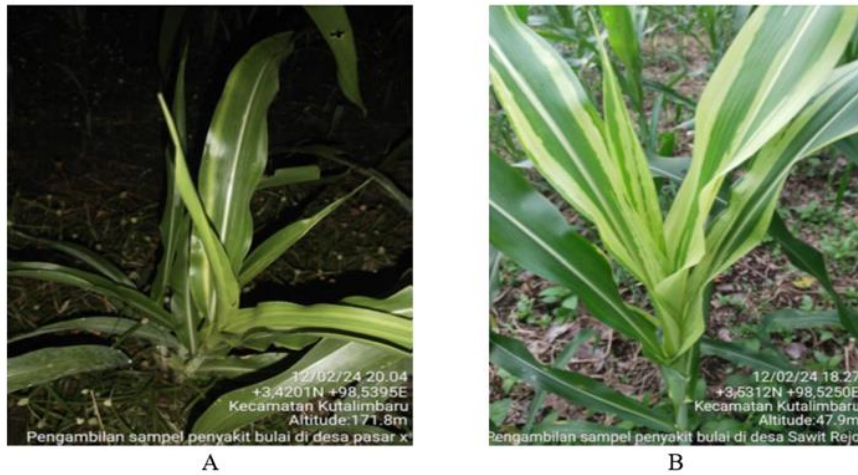 12/02/24 20.04
+3,4201N +98,5395E
Kecamatan Kutalimbaru
Altitude:171.8m
Pengambilan sampel penyakit bulai di desa pasar x
A
12/02/24 18.27
+3,5312N +98,5250E
Kecamatan Kutalimbaru
Altitude:47.9m
Pengambilan sampel penyakit bulai di desa Sawit Rejo
B